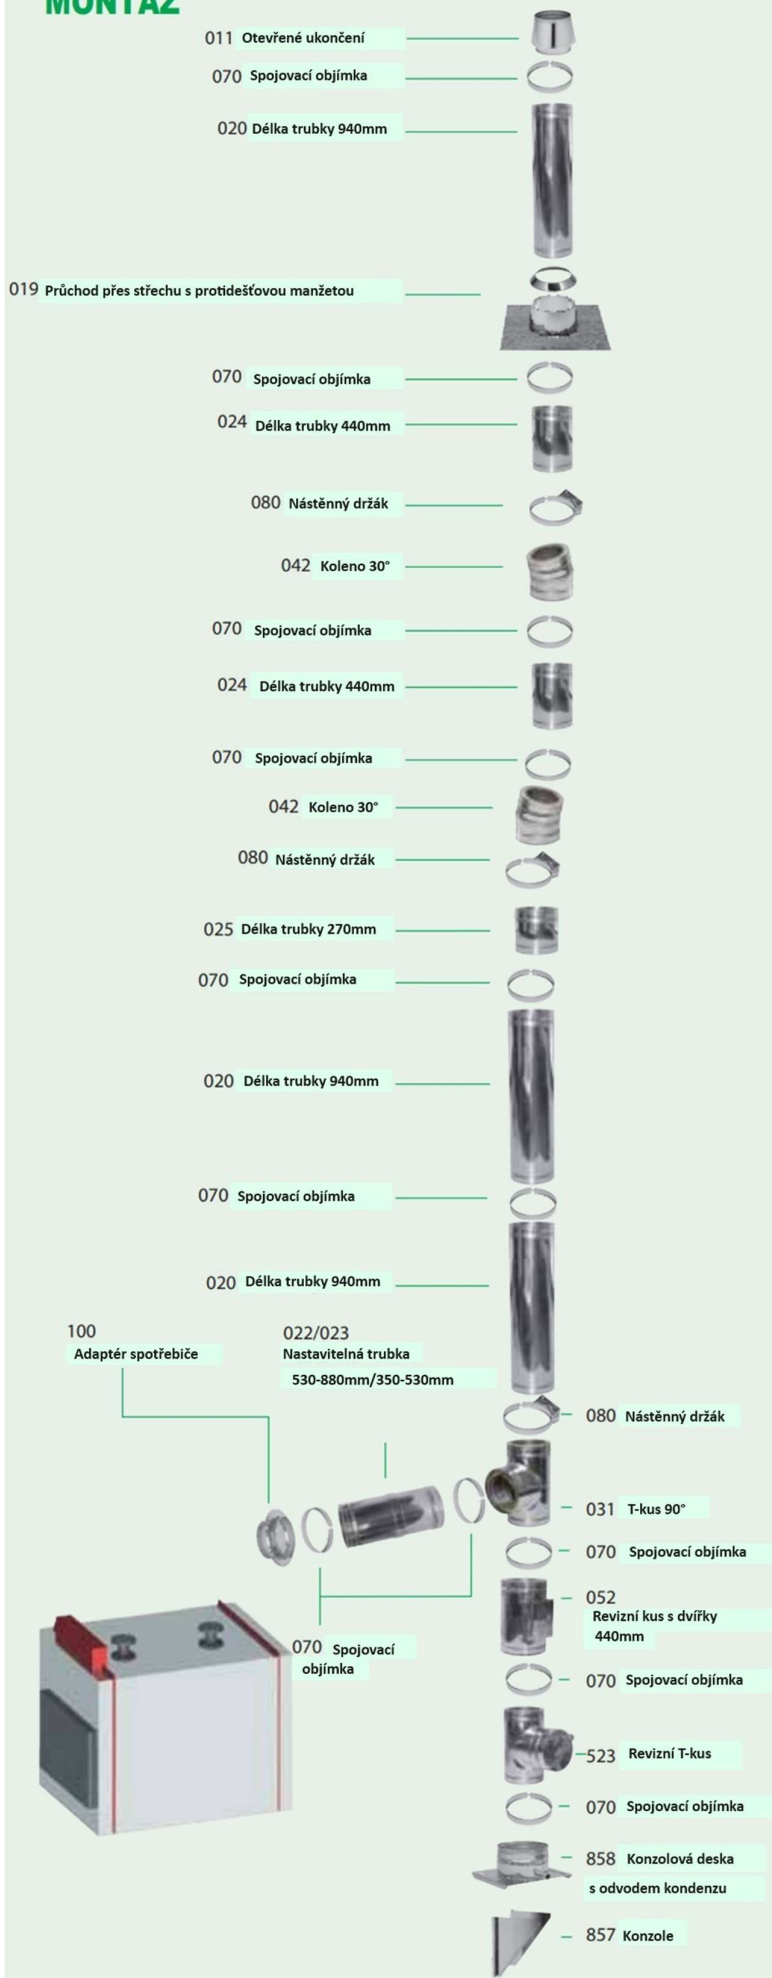 MONTÁŽ
011 Otevřené ukončení
070 Spojovací objímka
020 Délka trubky 940mm
019 Průchod přes střechu s protidešťovou manžetou
070 Spojovací objímka
024 Délka trubky 440mm
080 Nástěnný držák
042 Koleno 30°
070 Spojovací objímka
024 Délka trubky 440mm
070 Spojovací objímka
042 Koleno 30°
080 Nástěnný držák
025 Délka trubky 270mm
070 Spojovací objímka
020 Délka trubky 940mm
070 Spojovací objímka
020 Délka trubky 940mm
100
Adaptér spotřebiče
022/023
Nastavitelná trubka
530-880mm/350-530mm
080 Nástěnný držák
031 T-kus 90°
070 Spojovací objímka
052
Revizní kus s dvířky
440mm
070 Spojovací
objímka
070 Spojovací objímka
523 Revizní T-kus
070 Spojovací objímka
858 Konzolová deska
s odvodem kondenzu
857 Konzole